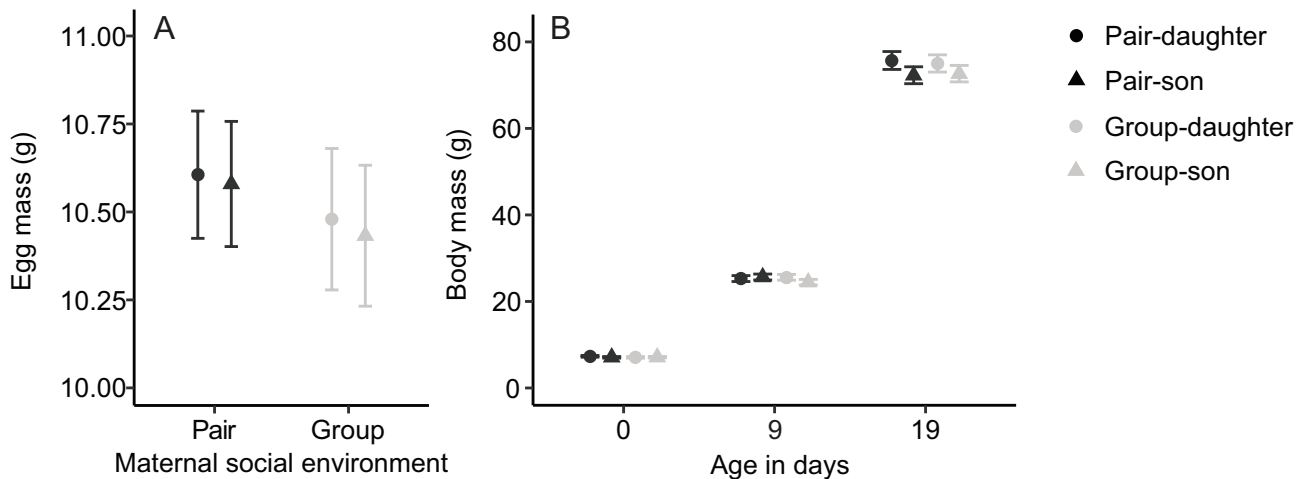 A
Egg mass (g)
11.00
10.75
10.50
10.25
10.00
Pair Group
Maternal social environment
B
Body mass (g)
80
60
40
20
0
0 9 19
Age in days
Pair-daughter
Pair-son
Group-daughter
Group-son